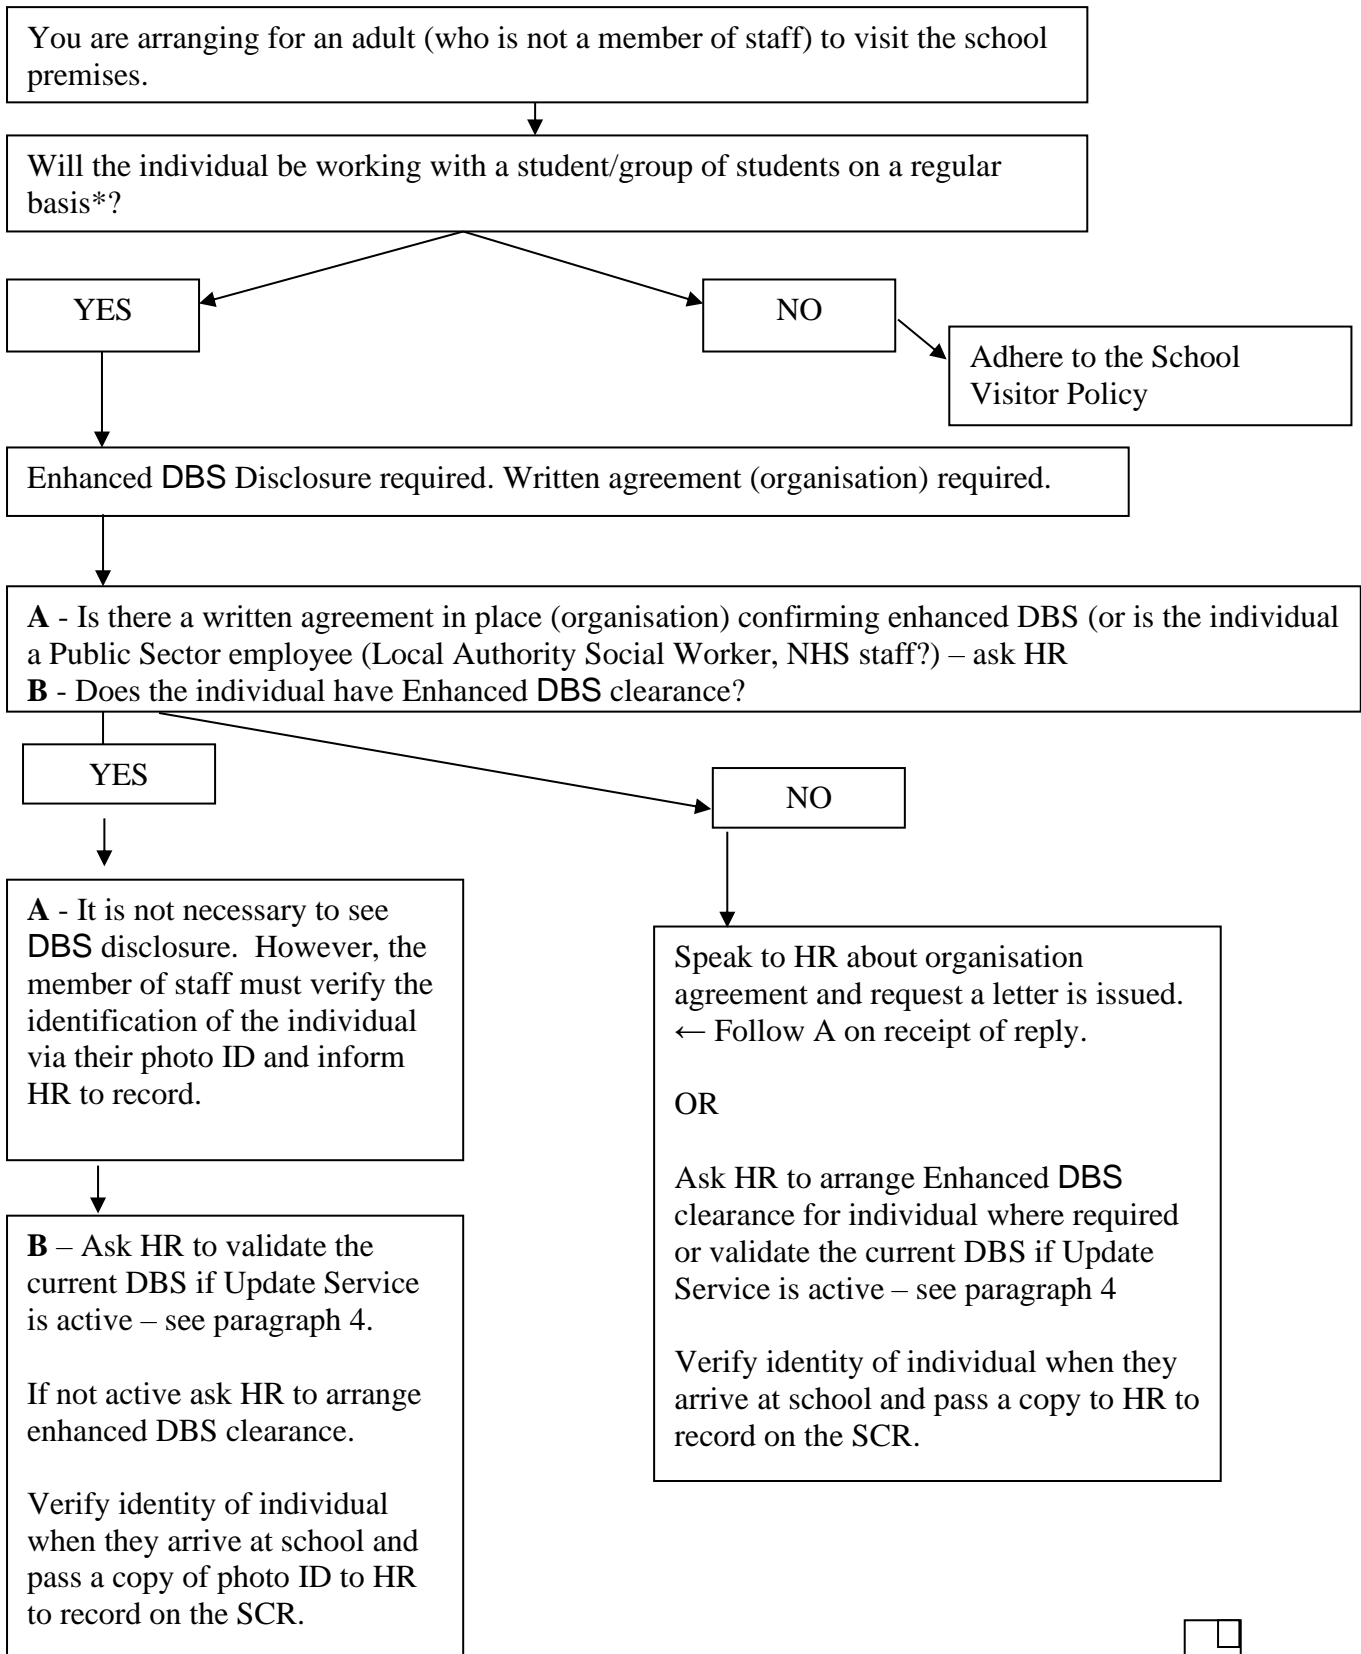 You are arranging for an adult (who is not a member of staff) to visit the school
premises.
Will the individual be working with a student/group of students on a regular
basis*?
YES
NO
Adhere to the School
Visitor Policy
Enhanced DBS Disclosure required. Written agreement (organisation) required.
A - Is there a written agreement in place (organisation) confirming enhanced DBS (or is the individual
a Public Sector employee (Local Authority Social Worker, NHS staff?) – ask HR
B - Does the individual have Enhanced DBS clearance?
YES
NO
A - It is not necessary to see
DBS disclosure.  However, the
member of staff must verify the
identification of the individual
via their photo ID and inform
HR to record.
B – Ask HR to validate the
current DBS if Update Service
is active – see paragraph 4.
If not active ask HR to arrange
enhanced DBS clearance.
Verify identity of individual
when they arrive at school and
pass a copy of photo ID to HR
to record on the SCR.
Speak to HR about organisation
agreement and request a letter is issued.
← Follow A on receipt of reply.
OR
Ask HR to arrange Enhanced DBS
clearance for individual where required
or validate the current DBS if Update
Service is active – see paragraph 4
Verify identity of individual when they
arrive at school and pass a copy to HR to
record on the SCR.